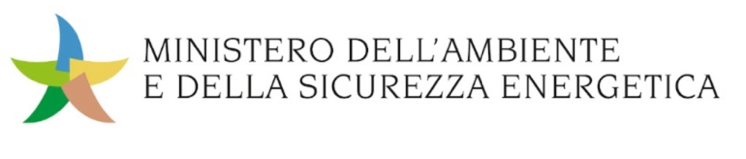 MINISTERO DELL'AMBIENTE
E DELLA SICUREZZA ENERGETICA